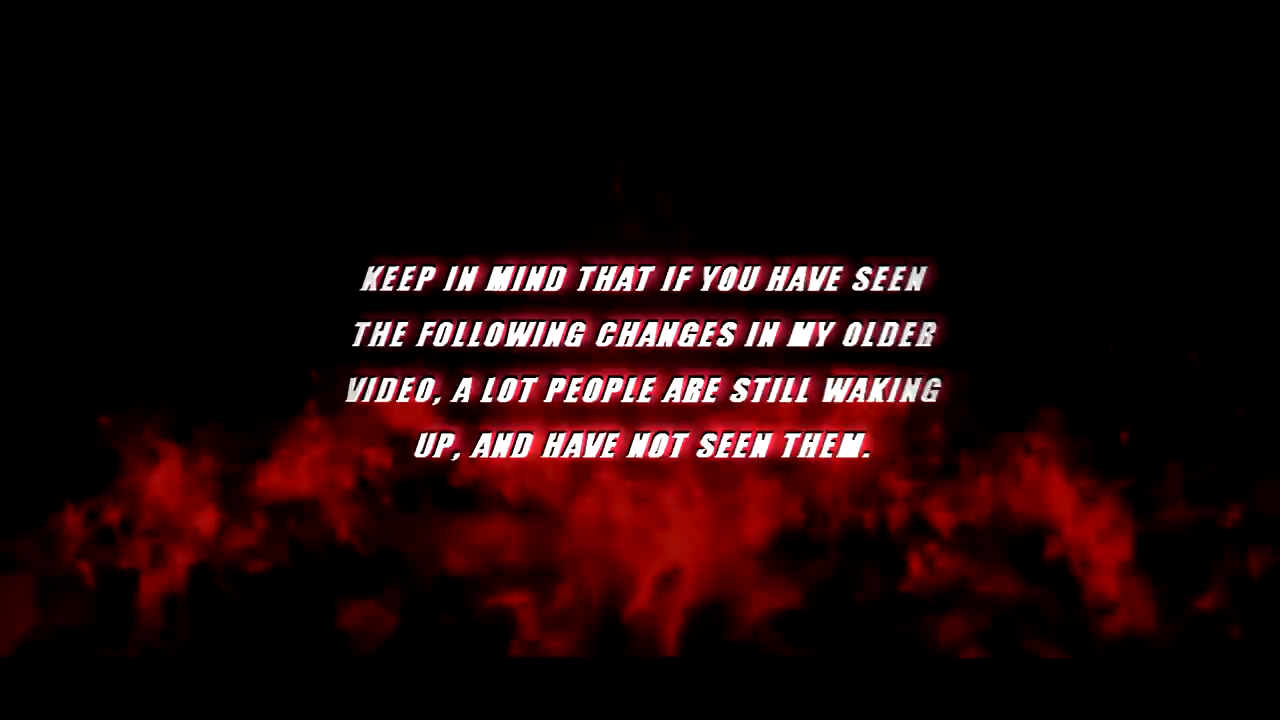 KEEP IN MIND THAT IF YOU HAVE SEEN
THE FOLLOWING CHANGES IN MY OLDER
VIDEO, A LOT PEOPLE ARE STILL WAKING
UP, AND HAVE NOT SEEN THEM.